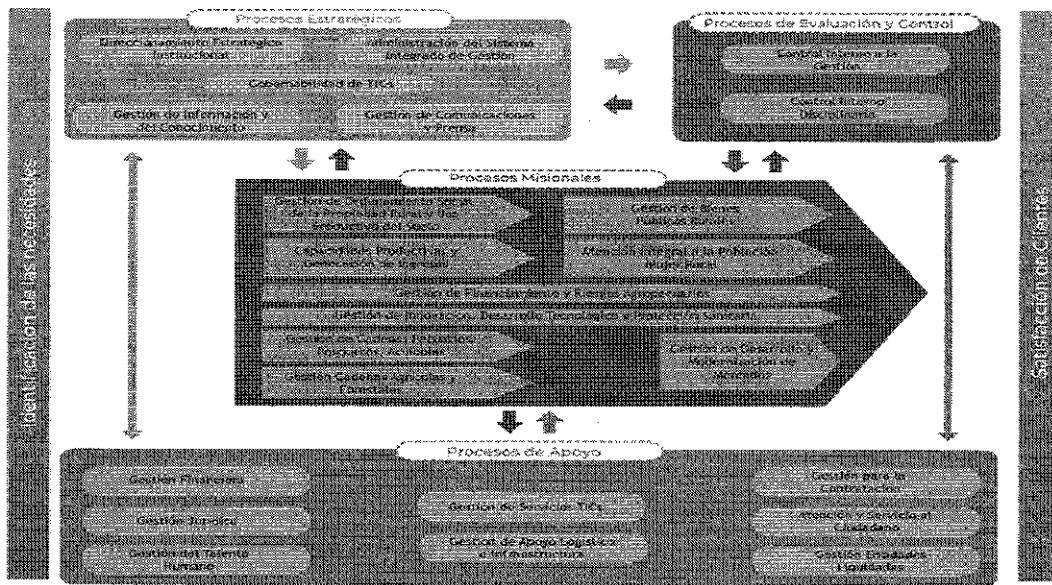 Procesos Estratégicos
Direccionamiento Estratégico
Institucional
Administración del Sistema
Integrado de Gestión
Gobernabilidad de TICs
Gestión de Información y
del Conocimiento
Gestión de Comunicaciones
y Prensa
Procesos de Evaluación y Control
Control Interno a la
Gestión
Control Interno
Disciplinario
Identificación de las necesidades
Satisfacción de Clientes
Procesos Misionales
Gestión de Ordenamiento Social
de la Propiedad Rural y Uso
Productivo del Suelo
Gestión de Bienes
Públicos Rurales
Capacidades Productivas y
Generación de Ingresos
Atención Integral a la Población
Mujer Rural
Gestión de Financiamiento y Riesgos Agropecuarios
Gestión de Innovación, Desarrollo Tecnológico y Protección Sanitaria
Gestión de Cadenas Pecuarias,
Pesqueras, Acuícolas
Gestión de Desarrollo y
Modernización de
Mercados
Gestión Cadenas Agrícolas y
Forestales
Procesos de Apoyo
Gestión Financiera
Gestión Jurídica
Gestión del Talento
Humano
Gestión de Servicios TICs
Gestión de Apoyo Logístico
e Infraestructura
Gestión para la
Contratación
Atención y Servicio al
Ciudadano
Gestión Entidades
Liquidadas